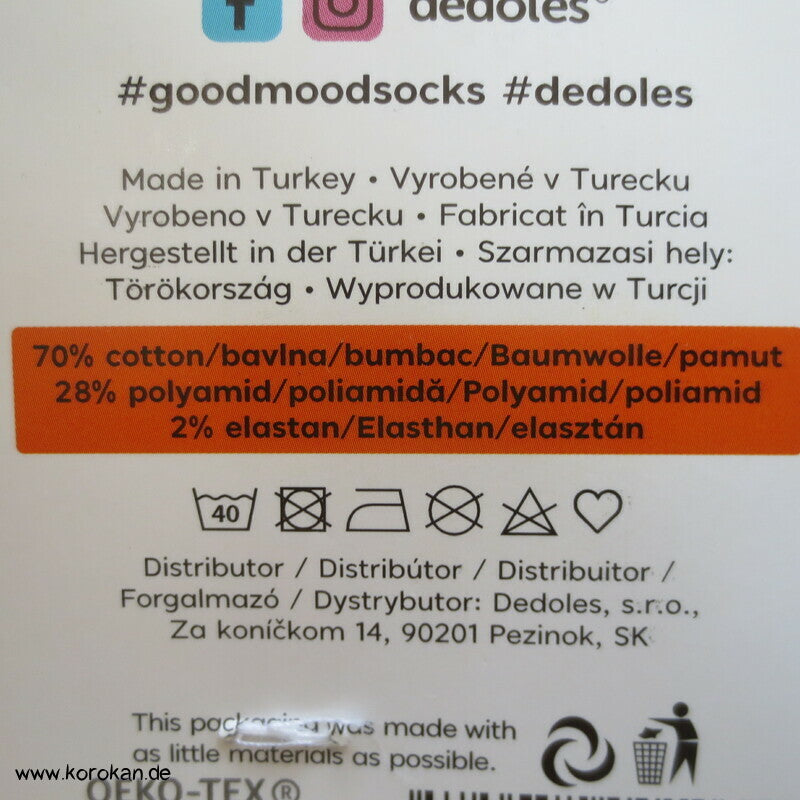 dedoles®
#goodmoodsocks #dedoles
Made in Turkey • Vyrobené v Turecku
Vyrobeno v Turecku • Fabricat în Turcia
Hergestellt in der Türkei • Szarmazasi hely:
Törökország • Wyprodukowane w Turcji
70% cotton/bavlna/bumbac/Baumwolle/pamut
28% polyamid/poliamidă/Polyamid/poliamid
2% elastan/Elasthan/elasztán
40
Distributor / Distribútor / Distribuitor /
Forgalmazó / Dystrybutor: Dedoles, s.r.o.,
Za koníčkom 14, 90201 Pezinok, SK
This packaging was made with
as little materials as possible.
www.korokan.de
OEKO-TEX®